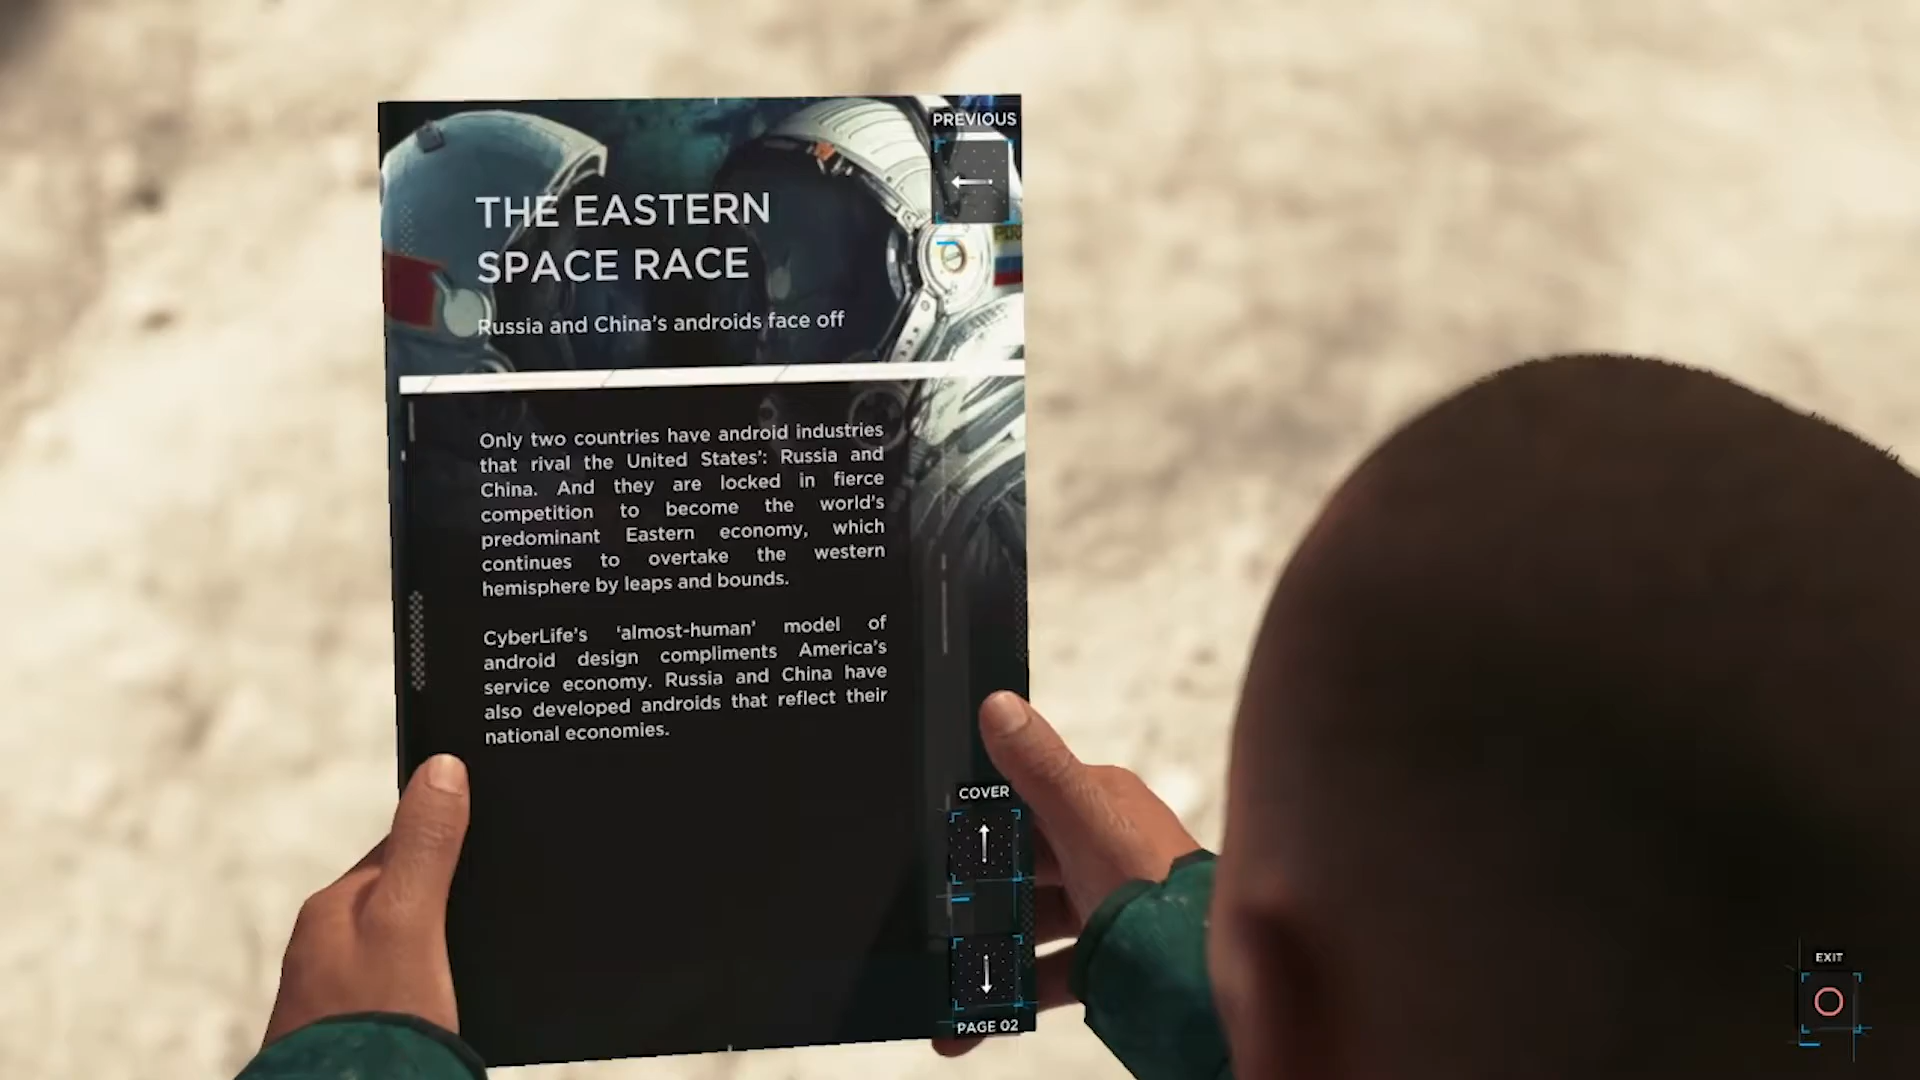 PREVIOUS
THE EASTERN
SPACE RACE
Russia and China's androids face off
Only two countries have android industries
that rival the United States': Russia and
China. And they are locked in fierce
competition to become the world's
predominant Eastern economy, which
continues to overtake the western
hemisphere by leaps and bounds.
CyberLife's 'almost-human' model of
android design compliments America's
service economy. Russia and China have
also developed androids that reflect their
national economies.
COVER
PAGE 02
EXIT